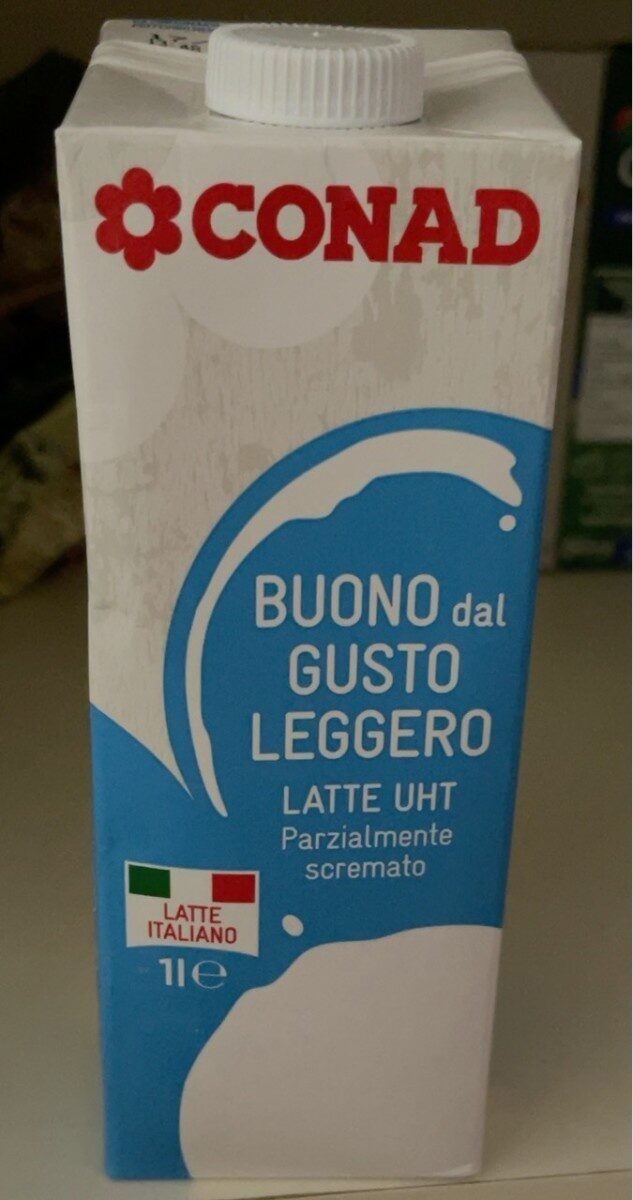 CONAD
BUONO dal
GUSTO
LEGGERO
LATTE UHT
Parzialmente
scremato
LATTE
ITALIANO
1l℮